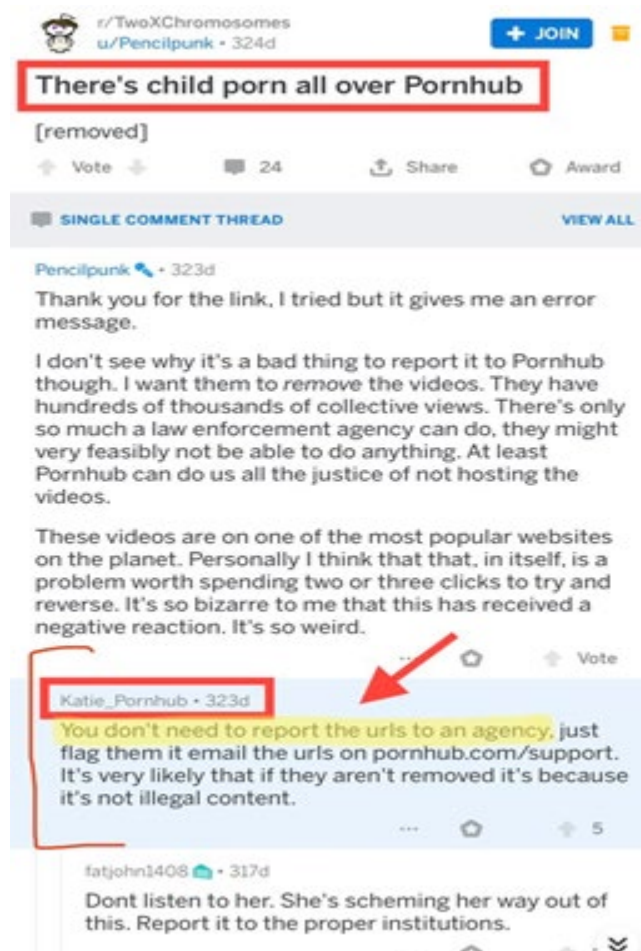 r/TwoXChromosomes
u/Pencilpunk • 324d
+ JOIN
There's child porn all over Pornhub
[removed]
Vote
24
Share
Award
SINGLE COMMENT THREAD
VIEW ALL
Pencilpunk • 323d
Thank you for the link, I tried but it gives me an error
message.
I don't see why it's a bad thing to report it to Pornhub
though. I want them to remove the videos. They have
hundreds of thousands of collective views. There's only
so much a law enforcement agency can do, they might
very feasibly not be able to do anything. At least
Pornhub can do us all the justice of not hosting the
videos.
These videos are on one of the most popular websites
on the planet. Personally I think that that, in itself, is a
problem worth spending two or three clicks to try and
reverse. It's so bizarre to me that this has received a
negative reaction. It's so weird.
Vote
Katie_Pornhub • 323d
You don't need to report the urls to an agency, just
flag them it email the urls on pornhub.com/support.
It's very likely that if they aren't removed it's because
it's not illegal content.
5
fatjohn1408 • 317d
Dont listen to her. She's scheming her way out of
this. Report it to the proper institutions.